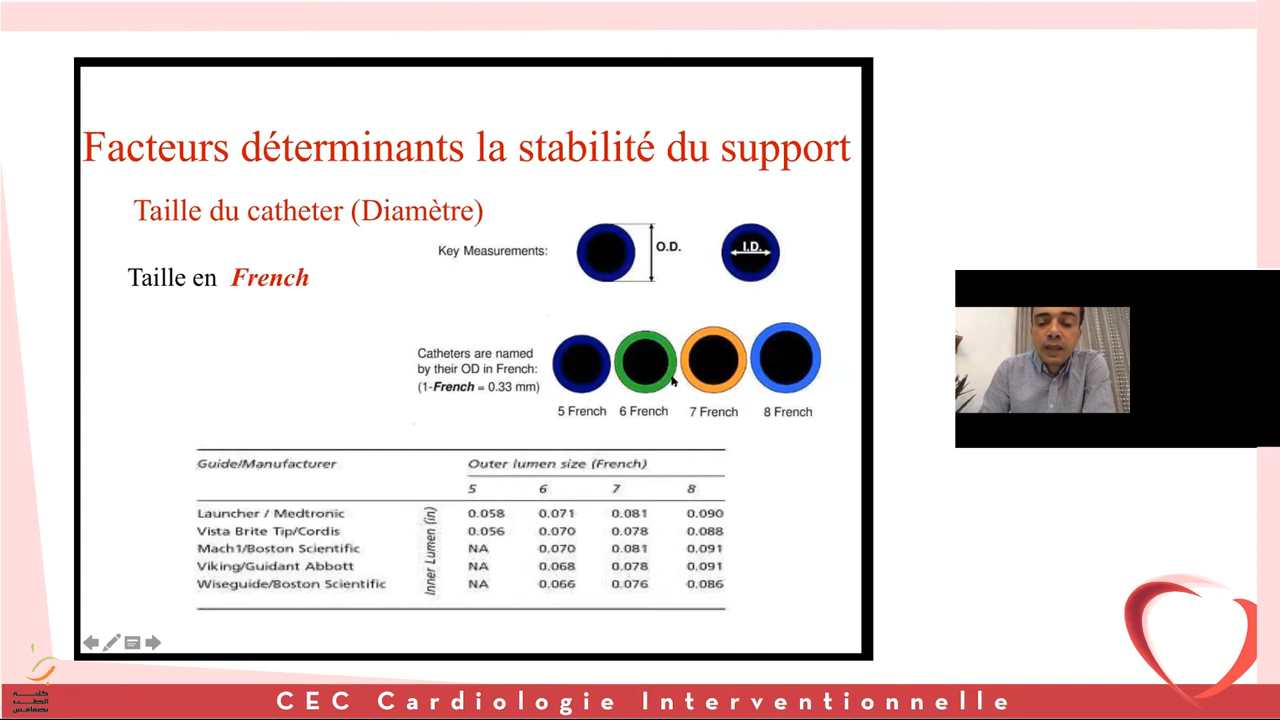 Facteurs déterminants la stabilité du support
Taille du catheter (Diamètre)
Taille en French
Key Measurements:
O.D.
I.D.
Catheters are named
by their OD in French:
(1-French = 0.33 mm)
5 French 6 French 7 French 8 French
Guide/Manufacturer Outer lumen size (French)
5 6 7 8
Inner Lumen (in)
Launcher / Medtronic 0.058 0.071 0.081 0.090
Vista Brite Tip/Cordis 0.056 0.070 0.078 0.088
Mach1/Boston Scientific NA 0.070 0.081 0.091
Viking/Guidant Abbott NA 0.068 0.078 0.091
Wiseguide/Boston Scientific NA 0.066 0.076 0.086
كلية
الطب
بصفاقس
CEC Cardiologie Interventionnelle